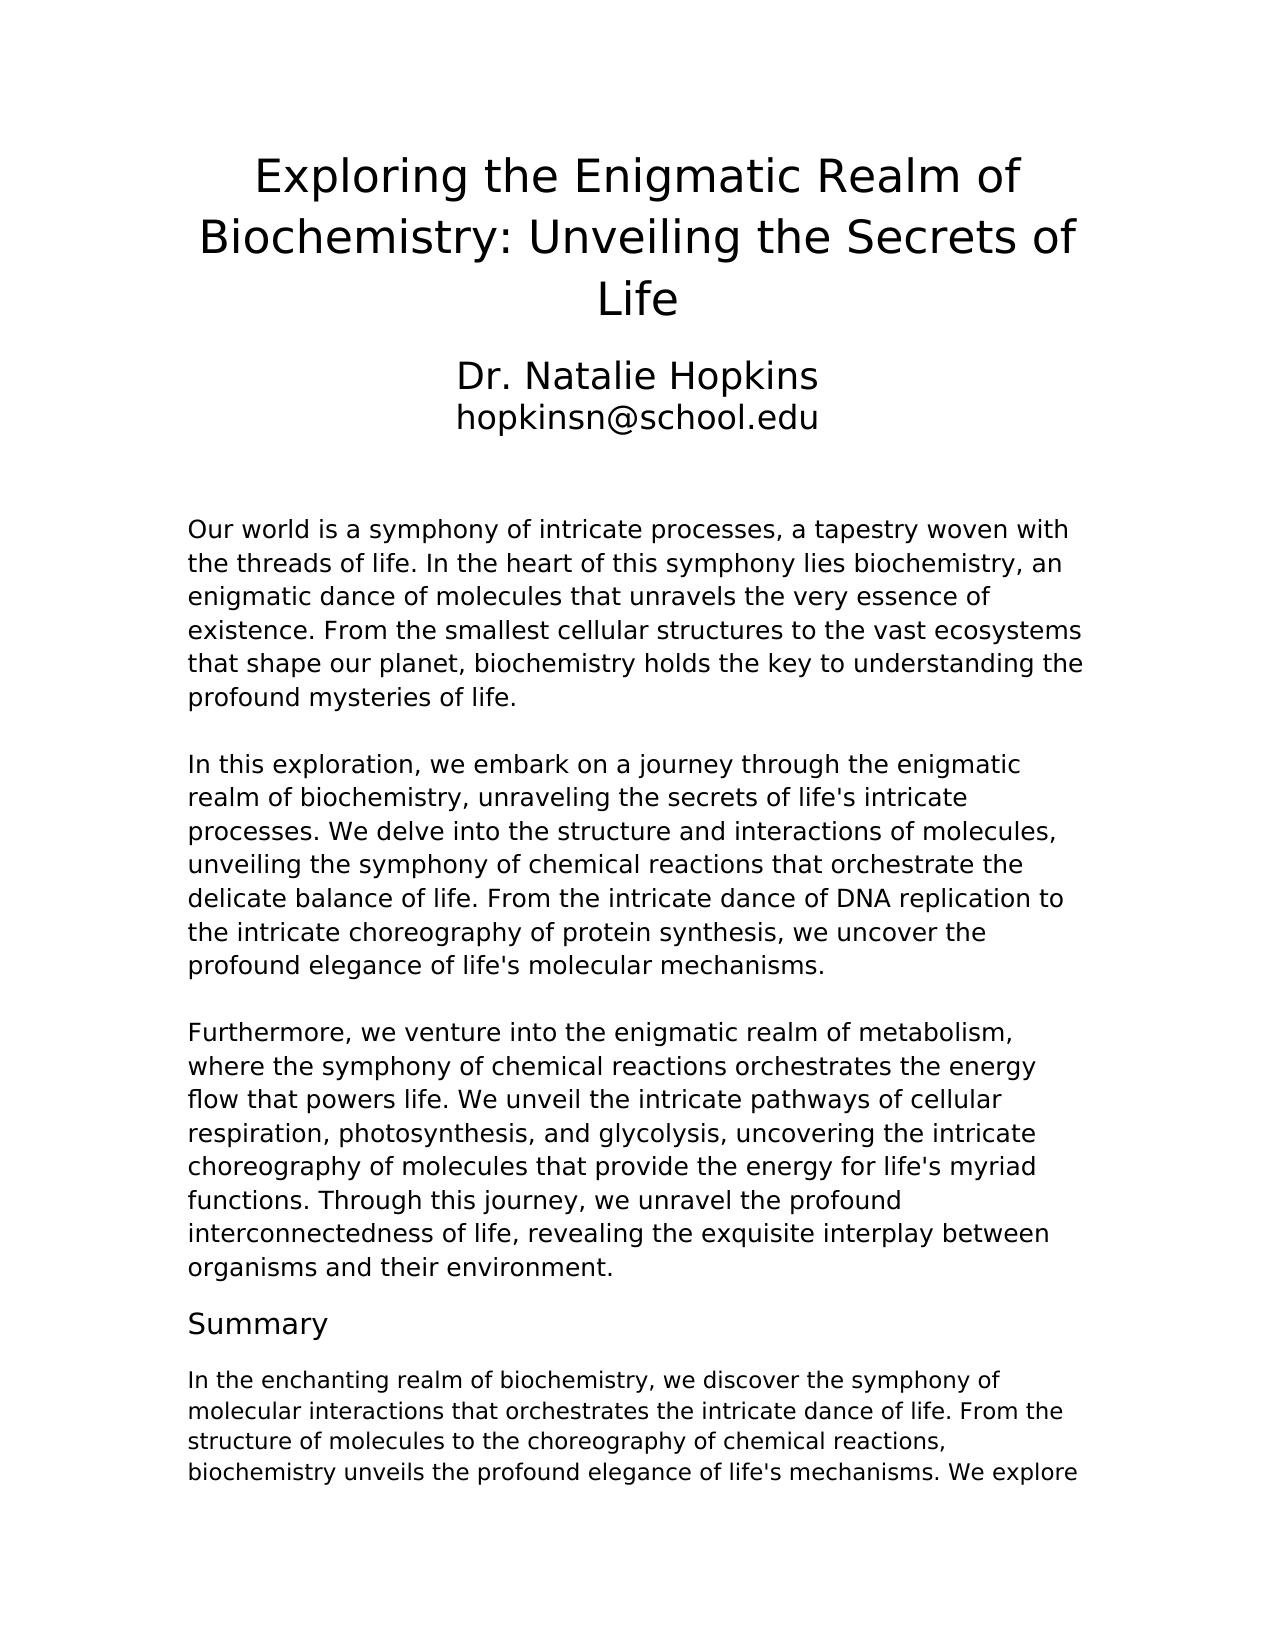 Exploring the Enigmatic Realm of
Biochemistry: Unveiling the Secrets of
Life
Dr. Natalie Hopkins
hopkinsn@school.edu
Our world is a symphony of intricate processes, a tapestry woven with
the threads of life. In the heart of this symphony lies biochemistry, an
enigmatic dance of molecules that unravels the very essence of
existence. From the smallest cellular structures to the vast ecosystems
that shape our planet, biochemistry holds the key to understanding the
profound mysteries of life.
In this exploration, we embark on a journey through the enigmatic
realm of biochemistry, unraveling the secrets of life's intricate
processes. We delve into the structure and interactions of molecules,
unveiling the symphony of chemical reactions that orchestrate the
delicate balance of life. From the intricate dance of DNA replication to
the intricate choreography of protein synthesis, we uncover the
profound elegance of life's molecular mechanisms.
Furthermore, we venture into the enigmatic realm of metabolism,
where the symphony of chemical reactions orchestrates the energy
flow that powers life. We unveil the intricate pathways of cellular
respiration, photosynthesis, and glycolysis, uncovering the intricate
choreography of molecules that provide the energy for life's myriad
functions. Through this journey, we unravel the profound
interconnectedness of life, revealing the exquisite interplay between
organisms and their environment.
Summary
In the enchanting realm of biochemistry, we discover the symphony of
molecular interactions that orchestrates the intricate dance of life. From the
structure of molecules to the choreography of chemical reactions,
biochemistry unveils the profound elegance of life's mechanisms. We explore